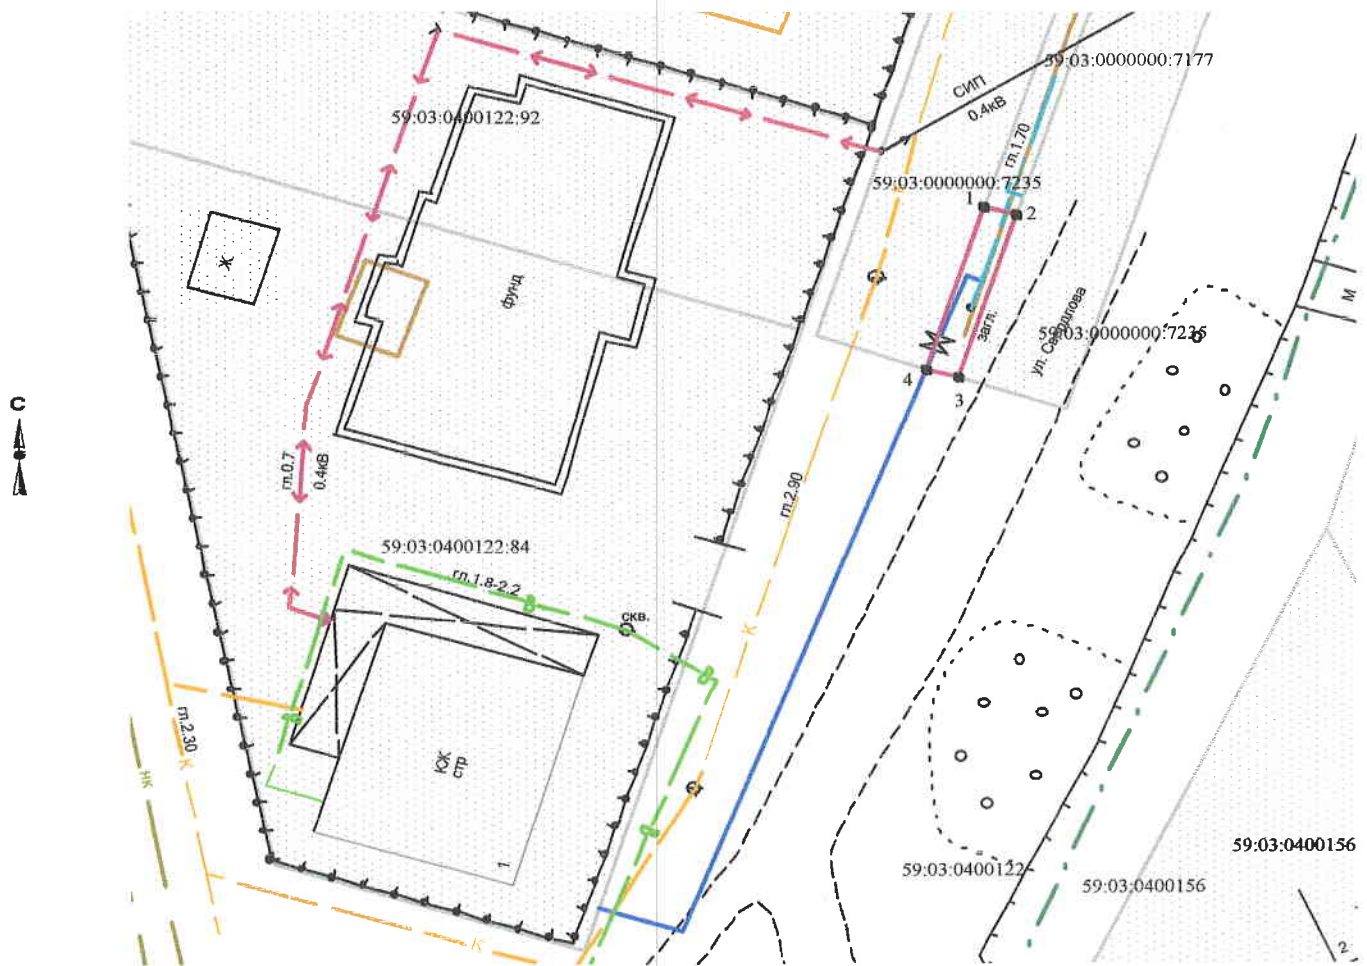 59:03:0000000:7177
СИП
0.4кВ
59:03:0400122:92
гл.1.70
59:03:0000000:7235
1
2
Ж
фунд
загл.
ул. Свердлова
59:03:0000000:7235
М
4
3
С
гл.0,7
0.4кВ
гл.2.90
59:03:0400122:84
гл.1.8-2.2
скв.
К
гл.2.30
К
НК
КЖ
стр
1
59:03:0400156
59:03:0400122
59:03:0400156
К
2